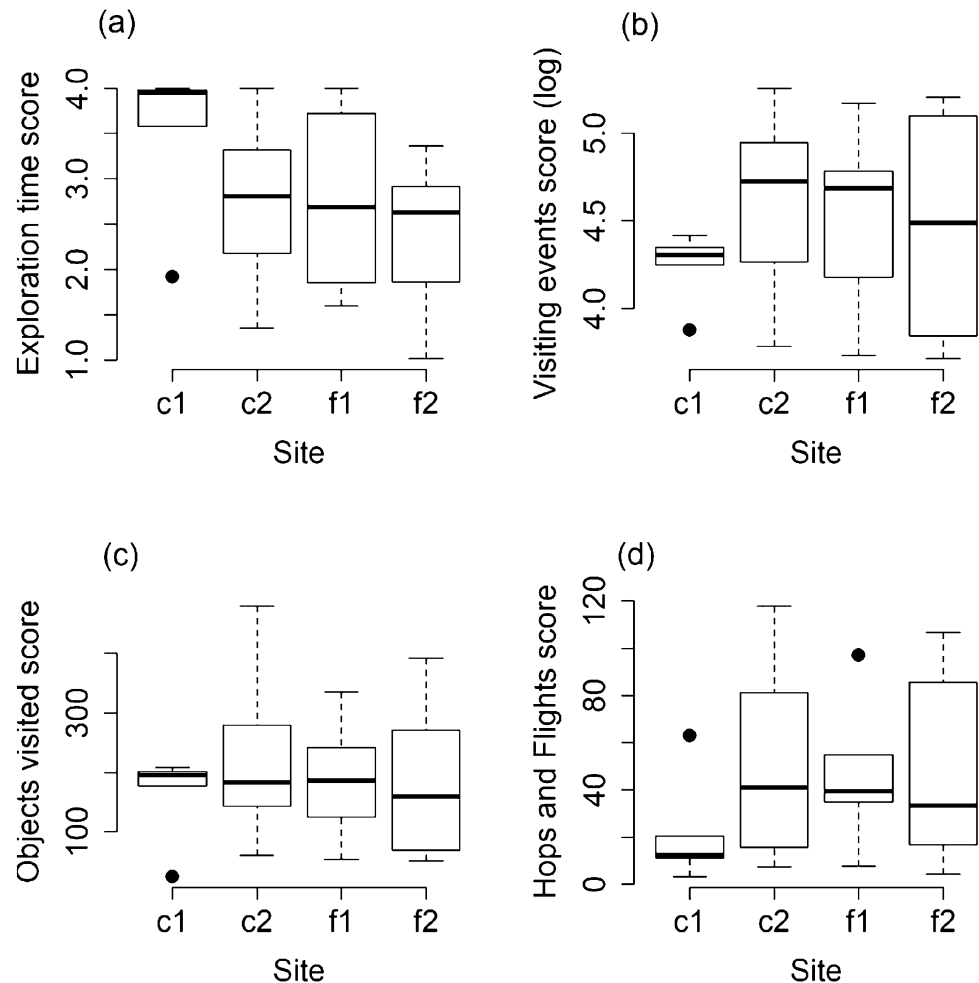 (a)
Exploration time score
4.0
3.0
2.0
1.0
c1 c2 f1 f2
Site
(b)
Visiting events score (log)
5.0
4.5
4.0
c1 c2 f1 f2
Site
(c)
Objects visited score
300
100
c1 c2 f1 f2
Site
(d)
Hops and Flights score
120
80
40
0
c1 c2 f1 f2
Site